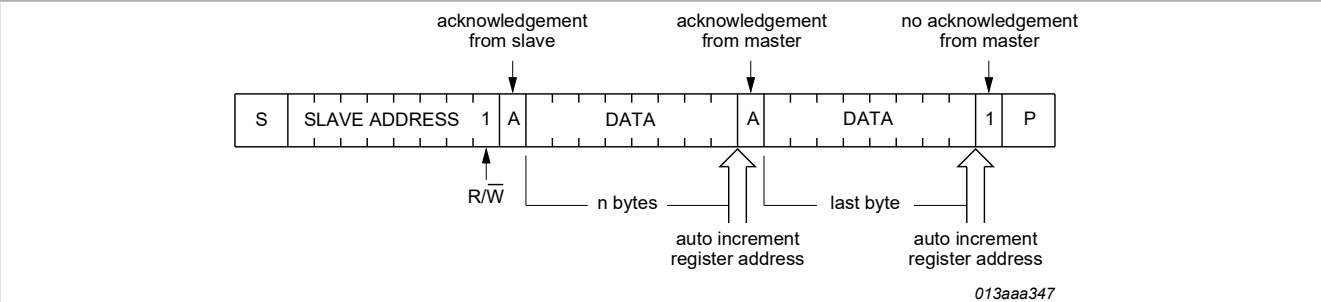 acknowledgement
from slave
acknowledgement
from master
no acknowledgement
from master
S SLAVE ADDRESS 1 A DATA A DATA 1 P
R/W̅
n bytes
last byte
auto increment
register address
auto increment
register address
013aaa347